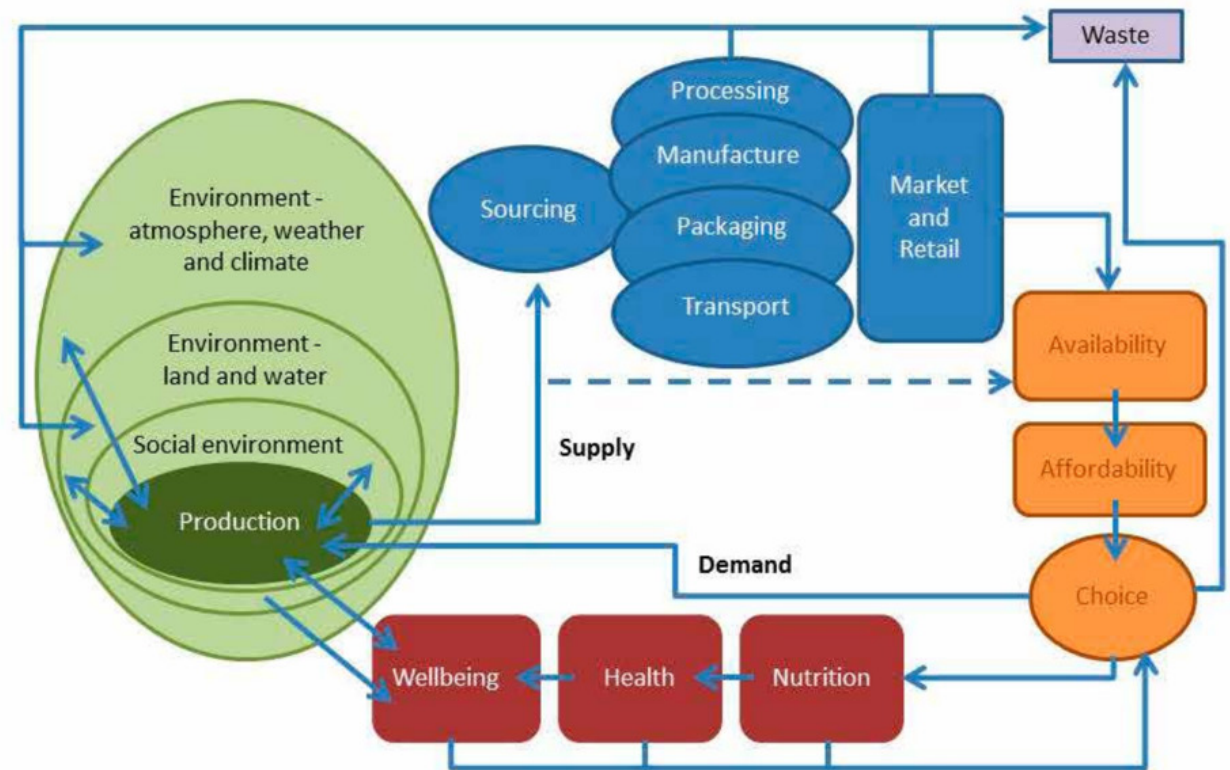 Waste
Processing
Manufacture
Packaging
Transport
Sourcing
Market
and
Retail
Environment -
atmosphere, weather
and climate
Environment -
land and water
Social environment
Production
Supply
Demand
Availability
Affordability
Choice
Wellbeing
Health
Nutrition